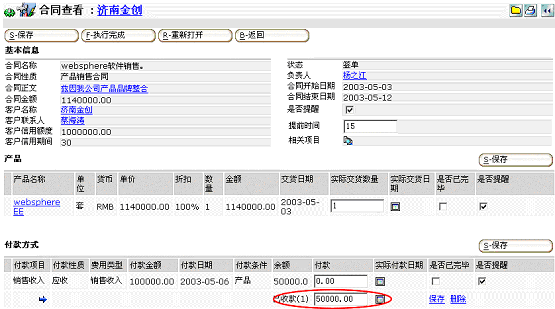 合同查看 : 济南金创
S-保存 F-执行完成 R-重新打开 B-返回
基本信息
合同名称 websphere软件销售。 状态 签单
合同性质 产品销售合同 负责人 杨之江
合同正文 兹因我公司产品品牌整合 合同开始日期 2003-05-03
合同金额 1140000.00 合同结束日期 2003-05-12
客户名称 济南金创 是否提醒
客户联系人 蔡海涛
客户信用额度 1000000.00 提前时间 15
客户信用期间 30 相关项目
产品 S-保存
产品名称 单位 货币 单价 折扣 数量 金额 交货日期 实际交货数量 实际交货日期 是否已完毕 是否提醒
websphere EE 套 RMB 1140000.00 100% 1 1140000.00 2003-05-03 1
付款方式 S-保存
付款项目 付款性质 费用类型 付款金额 付款日期 付款条件 余额 付款 实际付款日期 是否已完毕 是否提醒
销售收入 应收 销售收入 100000.00 2003-05-06 产品 50000.0 0.00
已收款(1) 50000.00 保存 删除